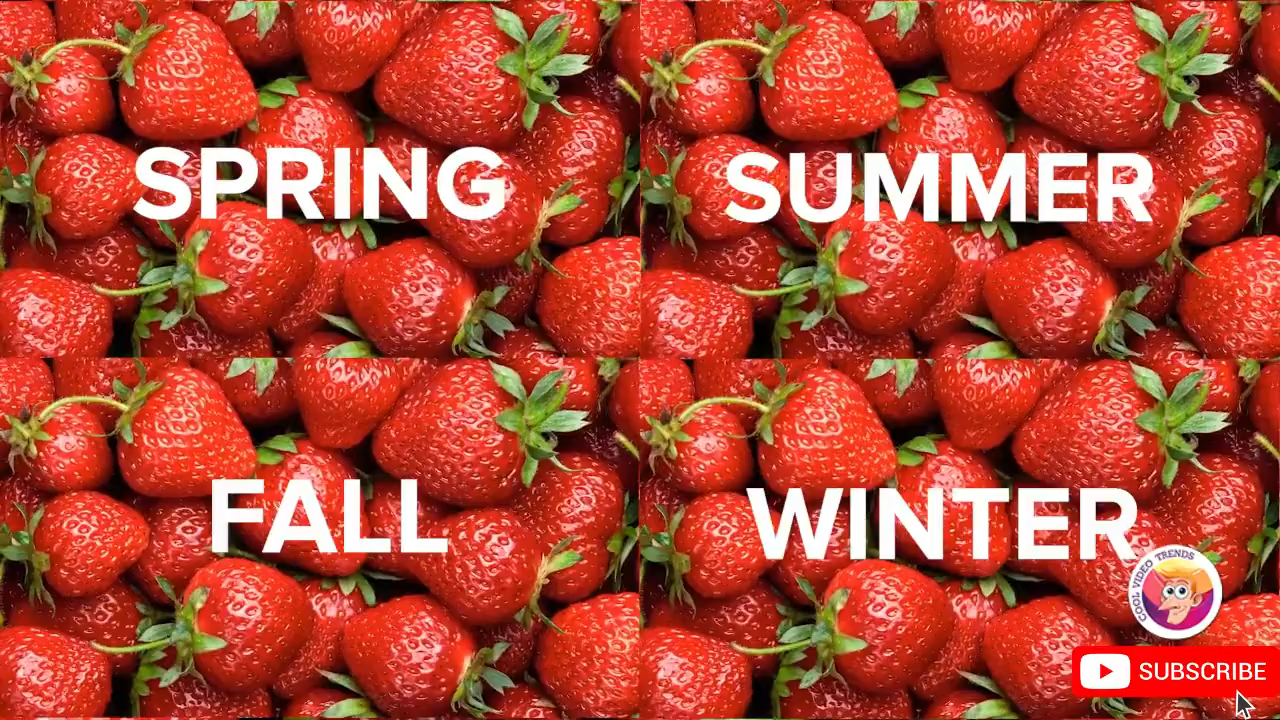 SPRING
SUMMER
FALL
WINTER
COOL VIDEO TRENDS
SUBSCRIBE